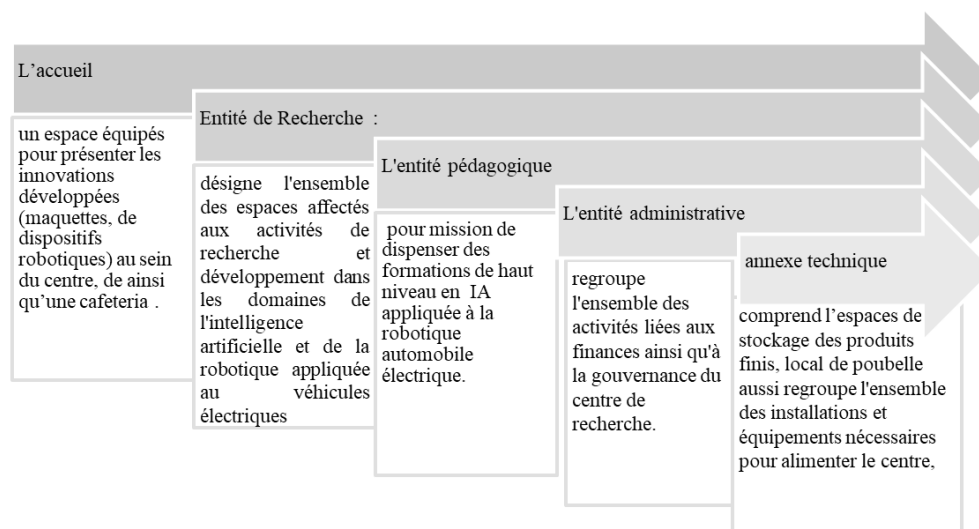 L’accueil
un espace équipés
pour présenter les
innovations
développées
(maquettes, de
dispositifs
robotiques) au sein
du centre, de ainsi
qu’une cafeteria .
Entité de Recherche :
désigne l'ensemble
des espaces affectés
aux activités de
recherche et
développement dans
les domaines de
l'intelligence
artificielle et de la
robotique appliquée
au véhicules
électriques
L'entité pédagogique
pour mission de
dispenser des
formations de haut
niveau en IA
appliquée à la
robotique
automobile
électrique.
L'entité administrative
regroupe
l'ensemble des
activités liées aux
finances ainsi qu'à
la gouvernance du
centre de
recherche.
annexe technique
comprend l’espaces de
stockage des produits
finis, local de poubelle
aussi regroupe l'ensemble
des installations et
équipements nécessaires
pour alimenter le centre,